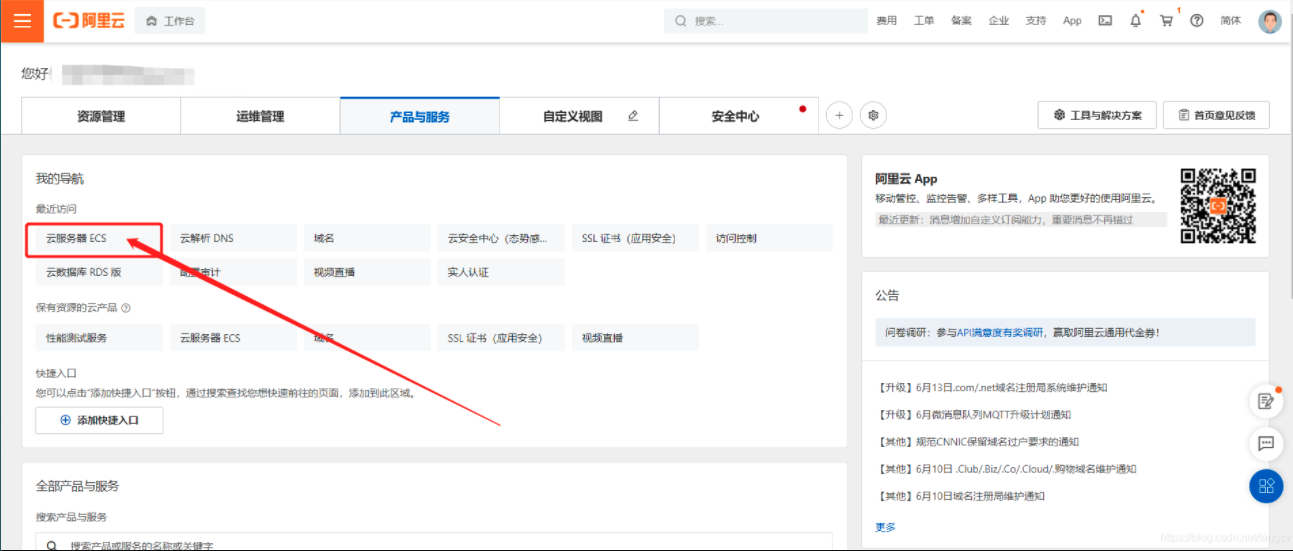 阿里云 工作台 搜索... 费用 工单 备案 企业 支持 App 1 简体
您好
资源管理 运维管理 产品与服务 自定义视图 安全中心 工具与解决方案 首页意见反馈
我的导航
最近访问
云服务器 ECS 云解析 DNS 域名 云安全中心（态势感... SSL 证书（应用安全） 访问控制
云数据库 RDS 版 配置审计 视频直播 实人认证
保有资源的云产品
性能测试服务 云服务器 ECS 域名 SSL 证书（应用安全） 视频直播
快捷入口
您可以点击“添加快捷入口”按钮，通过搜索查找您想快速前往的页面，添加到此区域。
添加快捷入口
全部产品与服务
搜索产品与服务
搜索产品或服务的名称或关键字
阿里云 App
移动管控、监控告警、多样工具，App 助您更好的使用阿里云。
最近更新：消息增加自定义订阅能力，重要消息不再错过
公告
问卷调研：参与API满意度有奖调研，赢取阿里云通用代金券！
【升级】6月13日.com/.net域名注册局系统维护通知
【升级】6月微消息队列MQTT升级计划通知
【其他】规范CNNIC保留域名过户要求的通知
【其他】6月10日 .Club/.Biz/.Co/.Cloud/.购物域名维护通知
【其他】6月10日域名注册局维护通知
更多